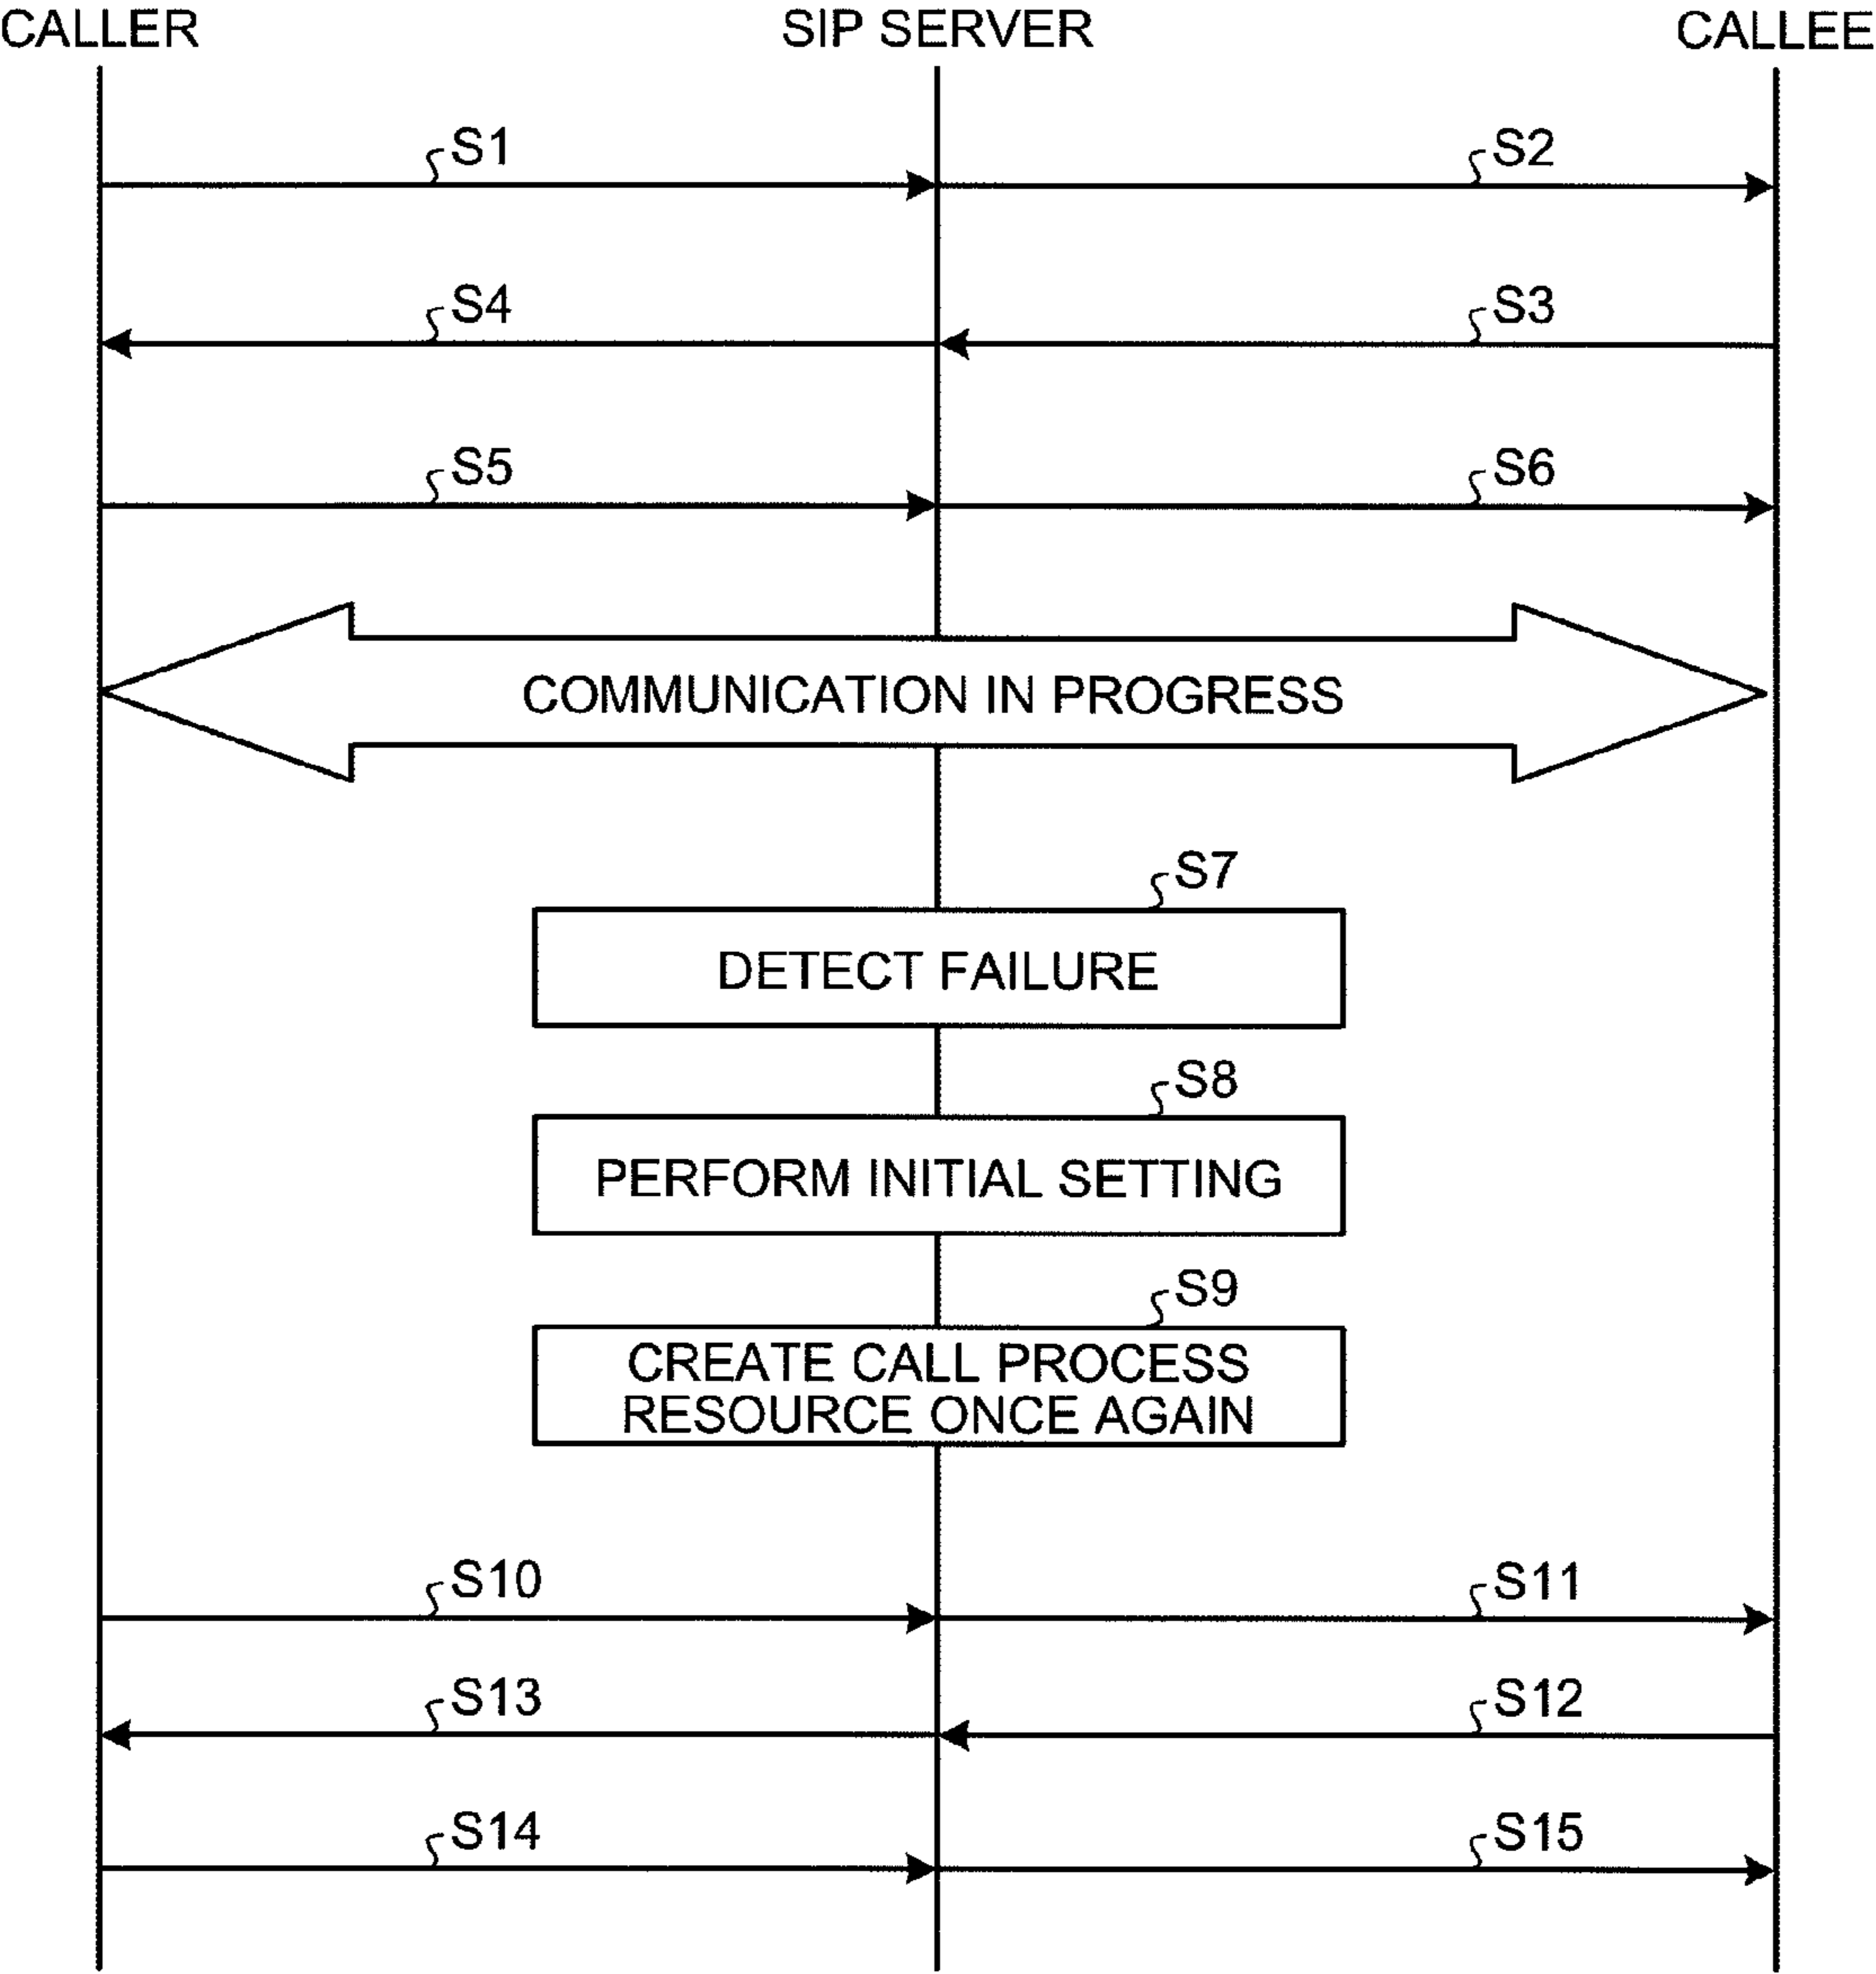 CALLER SIP SERVER CALLEE
S1 S2
S4 S3
S5 S6
COMMUNICATION IN PROGRESS
S7
DETECT FAILURE
S8
PERFORM INITIAL SETTING
S9
CREATE CALL PROCESS
RESOURCE ONCE AGAIN
S10 S11
S13 S12
S14 S15